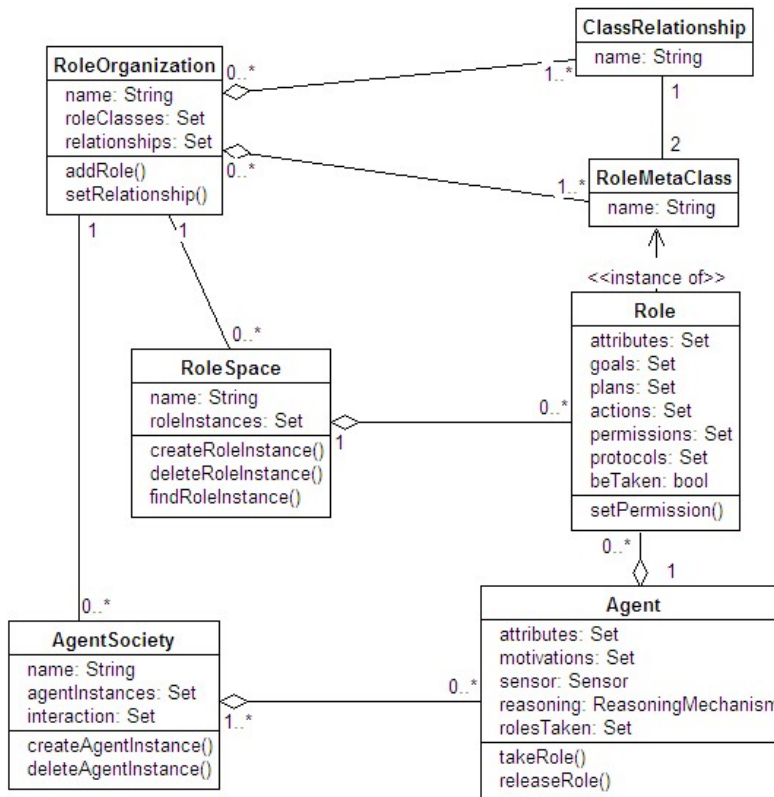 ClassRelationship
name: String
RoleOrganization
name: String
roleClasses: Set
relationships: Set
addRole()
setRelationship()
0..*
1..*
1
2
0..*
1..*
RoleMetaClass
name: String
1
1
<<instance of>>
Role
attributes: Set
goals: Set
plans: Set
actions: Set
permissions: Set
protocols: Set
beTaken: bool
setPermission()
0..*
RoleSpace
name: String
roleInstances: Set
createRoleInstance()
deleteRoleInstance()
findRoleInstance()
1
0..*
0..*
1
0..*
AgentSociety
name: String
agentInstances: Set
interaction: Set
createAgentInstance()
deleteAgentInstance()
1..*
0..*
Agent
attributes: Set
motivations: Set
sensor: Sensor
reasoning: ReasoningMechanism
rolesTaken: Set
takeRole()
releaseRole()